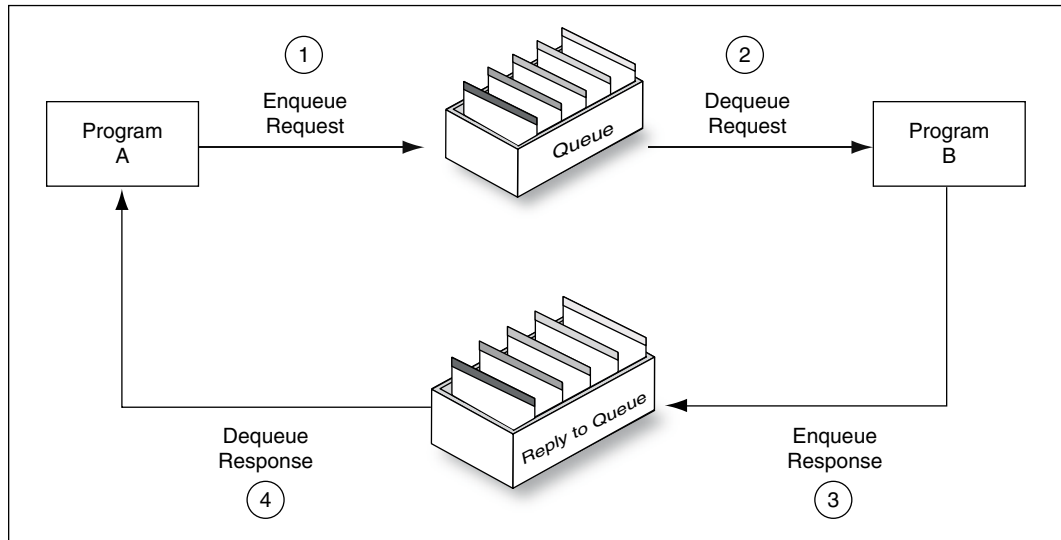 1
Enqueue
Request
2
Dequeue
Request
Program
A
Queue
Program
B
Reply to Queue
Dequeue
Response
4
Enqueue
Response
3